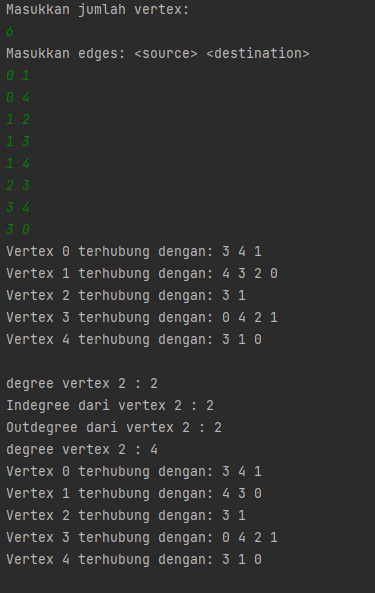 Masukkan jumlah vertex:
6
Masukkan edges: <source> <destination>
0 1
0 4
1 2
1 3
1 4
2 3
3 4
3 0
Vertex 0 terhubung dengan: 3 4 1
Vertex 1 terhubung dengan: 4 3 2 0
Vertex 2 terhubung dengan: 3 1
Vertex 3 terhubung dengan: 0 4 2 1
Vertex 4 terhubung dengan: 3 1 0
degree vertex 2 : 2
Indegree dari vertex 2 : 2
Outdegree dari vertex 2 : 2
degree vertex 2 : 4
Vertex 0 terhubung dengan: 3 4 1
Vertex 1 terhubung dengan: 4 3 0
Vertex 2 terhubung dengan: 3 1
Vertex 3 terhubung dengan: 0 4 2 1
Vertex 4 terhubung dengan: 3 1 0